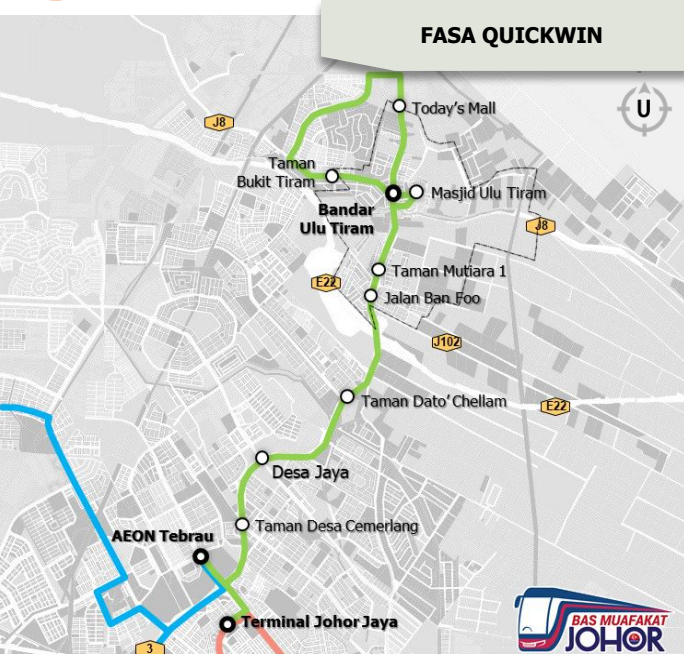 FASA QUICKWIN
U
J8
Today's Mall
Taman
Bukit Tiram
Masjid Ulu Tiram
Bandar
Ulu Tiram
J8
Taman Mutiara 1
E22
Jalan Ban Foo
J102
Taman Dato' Chellam
E22
Desa Jaya
Taman Desa Cemerlang
AEON Tebrau
Terminal Johor Jaya
3
BAS MUAFAKAT
JOHOR